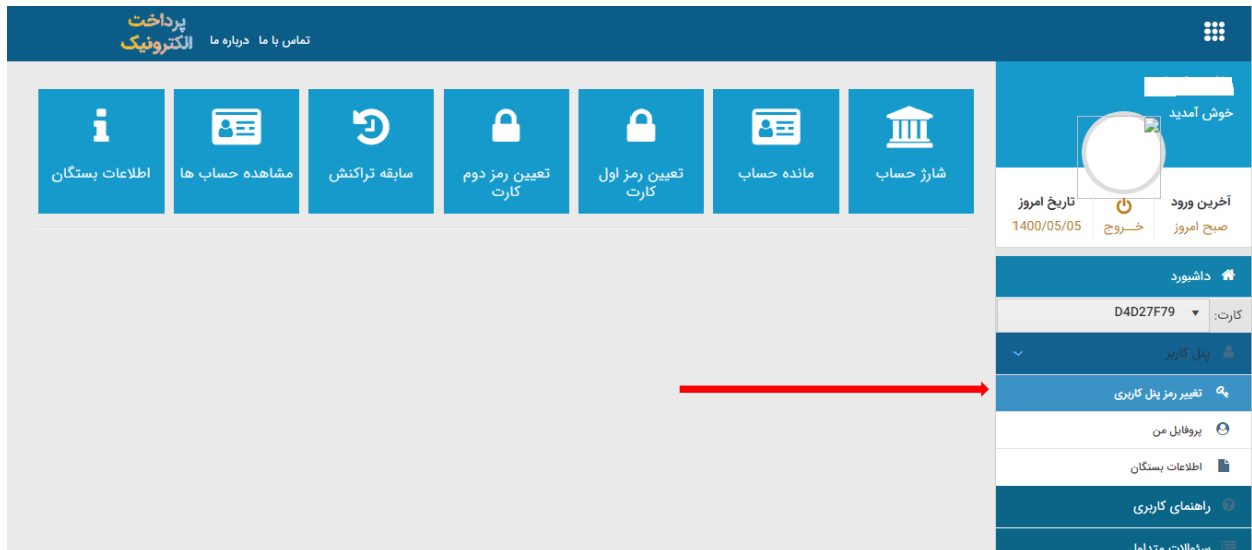 پرداخت
الکترونیک
درباره ما
تماس با ما
خوش آمدید
آخرین ورود
صبح امروز
خــروج
تاریخ امروز
1400/05/05
داشبورد
کارت:
D4D27F79
پنل کاربر
تغییر رمز پنل کاربری
پروفایل من
اطلاعات بستگان
راهنمای کاربری
سئوالات متداول
شارژ حساب
مانده حساب
تعیین رمز اول
کارت
تعیین رمز دوم
کارت
سابقه تراکنش
مشاهده حساب ها
اطلاعات بستگان